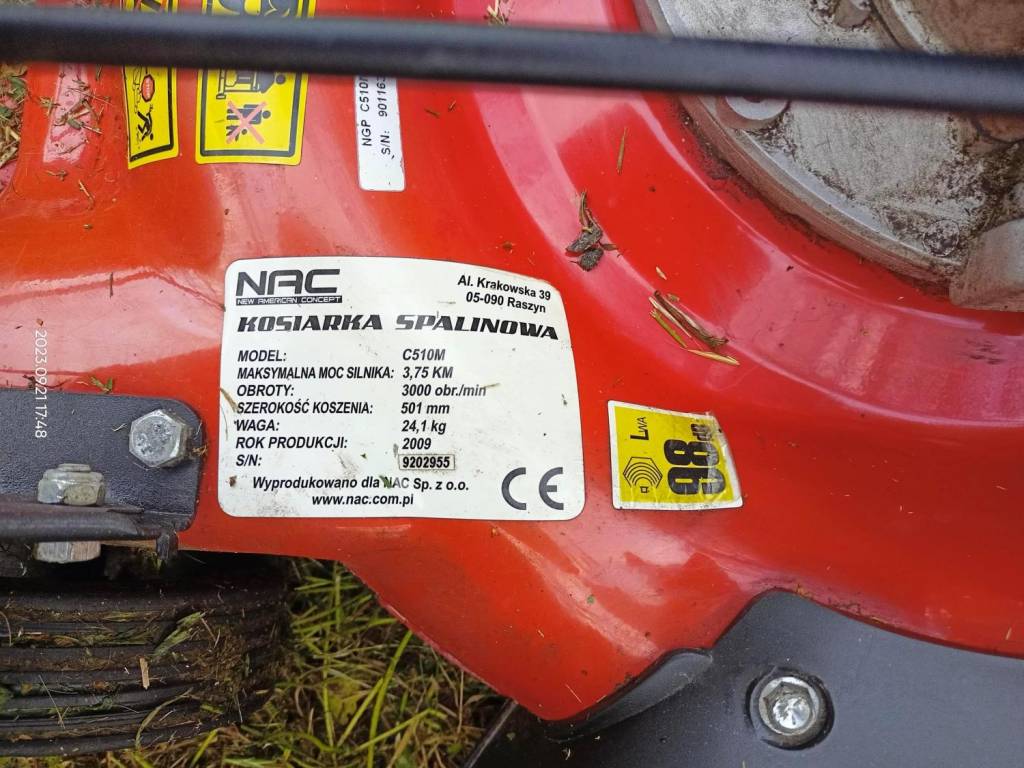 NGP C510
S/N: 90116
NAC
NEW AMERICAN CONCEPT
Al. Krakowska 39
05-090 Raszyn
KOSIARKA SPALINOWA
MODEL: C510M
MAKSYMALNA MOC SILNIKA: 3,75 KM
OBROTY: 3000 obr./min
SZEROKOŚĆ KOSZENIA: 501 mm
WAGA: 24,1 kg
ROK PRODUKCJI: 2009
S/N: 9202955
Wyprodukowano dla NAC Sp. z o.o.
www.nac.com.pl
CE
LWA
98
dB
2023.09.21 17:48